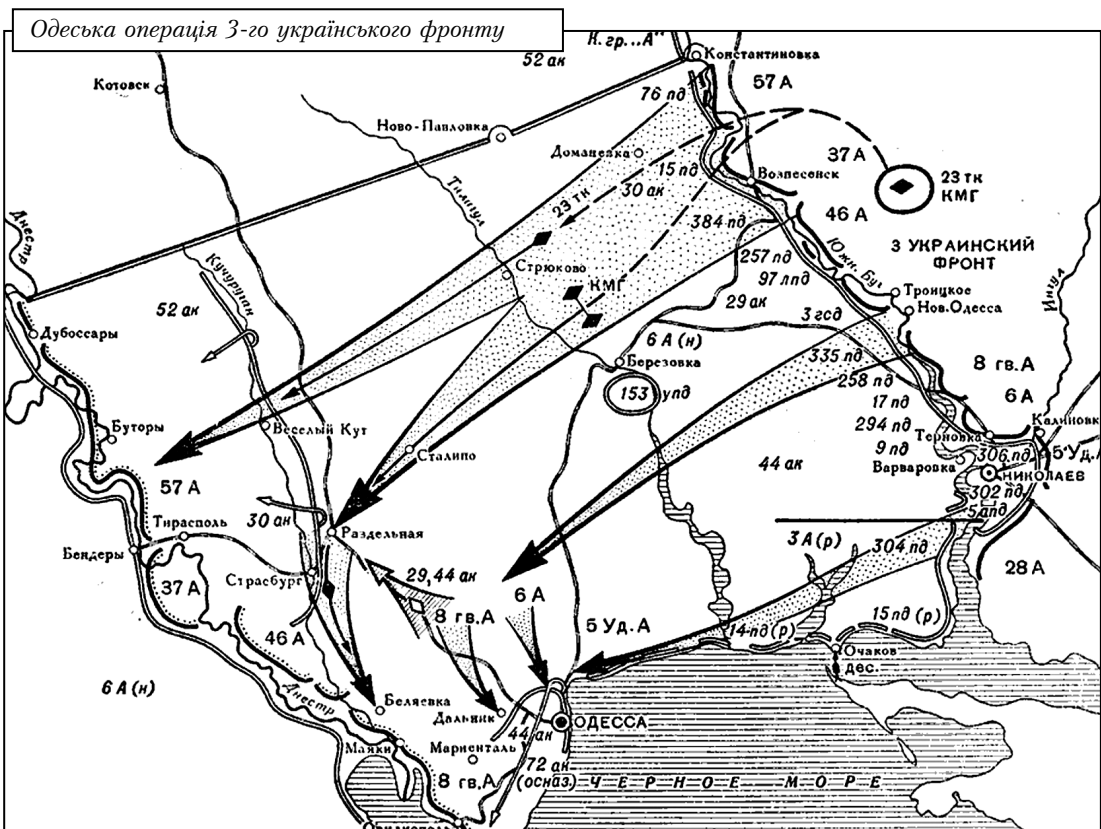 Одеська операція 3-го українського фронту
К. гр. „А"
52 ак
Константиновка
Котовск
57 А
76 пд
Ново-Павловка
Доманевка
37 А
15 пд
Вознесенск
23 тк
КМГ
30 ак
23 тк
46 А
Тилигул
384 пд
Днестр
Южн. Буг
3 УКРАИНСКИЙ
ФРОНТ
257 пд
97 лпд
Кучурган
Стрюково
КМГ
29 ак
Троицкое
Нов. Одесса
Ингул
52 ак
3 гсд
Дубоссары
6 А (н)
335 пд
Березовка
8 гв. А
258 пд
153 упд
17 пд
6 А
Буторы
Веселый Кут
294 пд
Калиновк
Терновка
Сталино
9 пд
306 пд
5 Уд. А
44 ак
Варваровка
НИКОЛАЕВ
57 А
302 пд
30 ак
5 апд
Тирасполь
Раздельная
Бендеры
3 А (р)
304 пд
Страсбург
29, 44 ак
28 А
37 А
6 А
8 гв. А
5 Уд. А
14 пд (р)
15 пд (р)
46 А
Очаков
дес.
6 А (н)
Днестр
Беляевка
Дальник
ОДЕССА
44 ак
Маяки
Мариенталь
72 ак
(осназ.)
8 гв. А
ЧЕРНОЕ МОРЕ